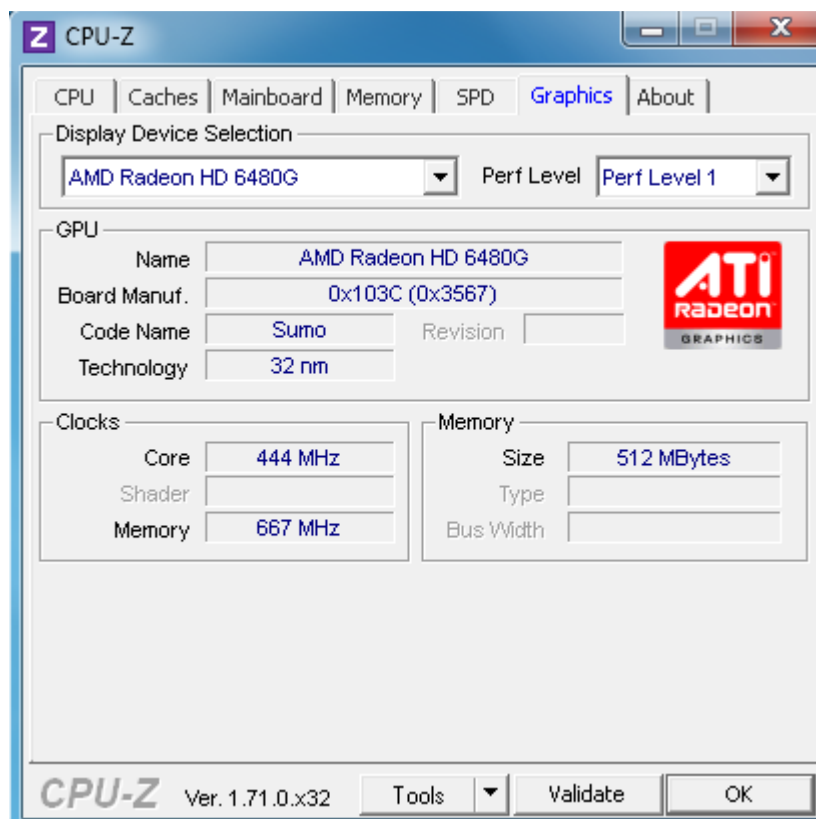 CPU-Z
CPU Caches Mainboard Memory SPD Graphics About
Display Device Selection
AMD Radeon HD 6480G Perf Level Perf Level 1
GPU
Name AMD Radeon HD 6480G
Board Manuf. 0x103C (0x3567)
Code Name Sumo Revision
Technology 32 nm
ATI
RADEON
GRAPHICS
Clocks
Core 444 MHz
Shader
Memory 667 MHz
Memory
Size 512 MBytes
Type
Bus Width
CPU-Z Ver. 1.71.0.x32 Tools Validate OK